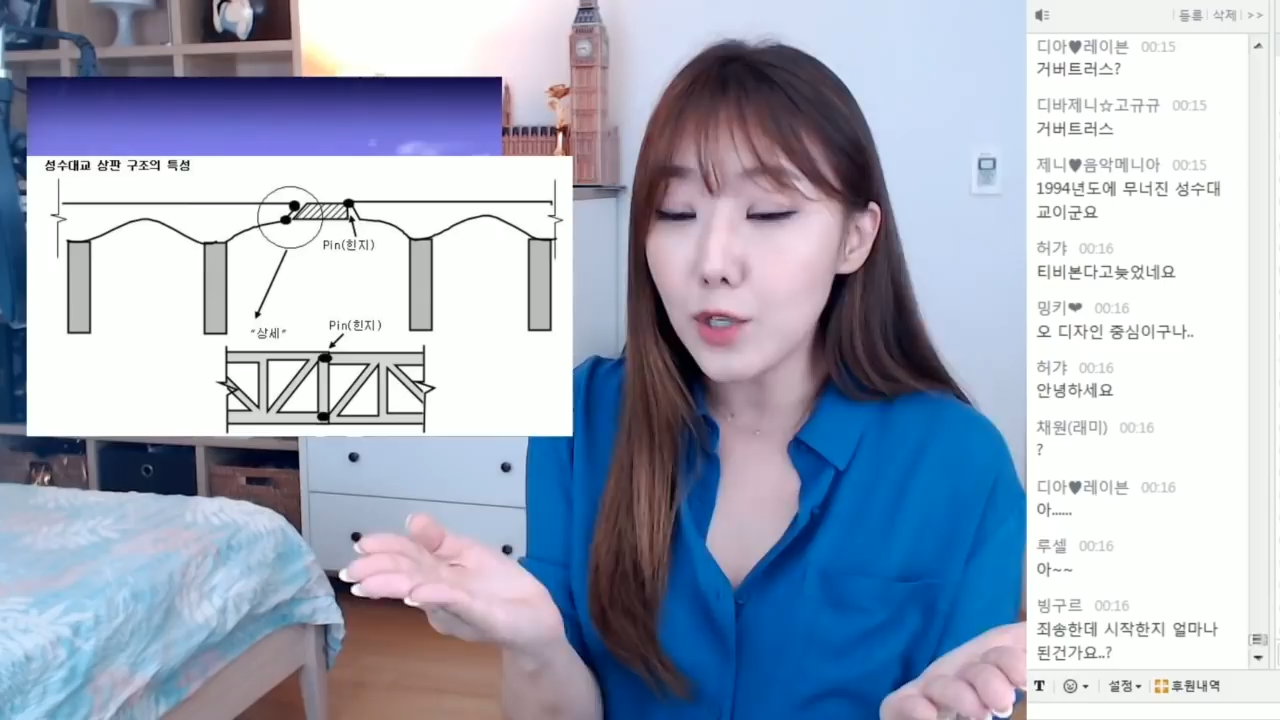 성수대교 상판 구조의 특성
Pin(힌지)
"상세"
Pin(힌지)
등록 삭제 >>
디아♥레이븐 00:15
거버트러스?
디바제니☆고규규 00:15
거버트러스
제니♥음악메니아 00:15
1994년도에 무너진 성수대
교이군요
허갸 00:16
티비본다고늦었네요
밍키❤ 00:16
오 디자인 중심이구나..
허갸 00:16
안녕하세요
채원(래미) 00:16
?
디아♥레이븐 00:16
아......
루셀 00:16
아~~
빙구르 00:16
죄송한데 시작한지 얼마나
된건가요..?
T 설정 후원내역